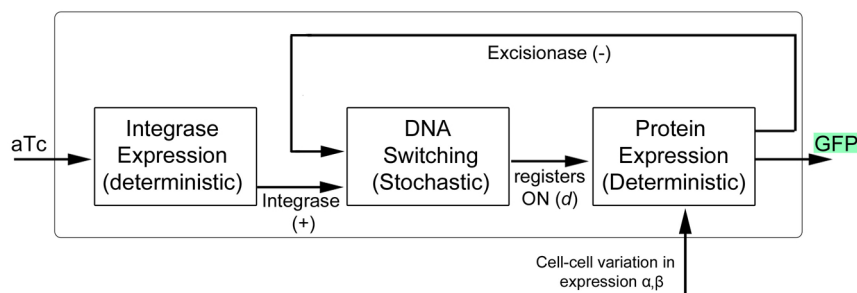 Excisionase (-)
aTc
Integrase
Expression
(deterministic)
Integrase
(+)
DNA
Switching
(Stochastic)
registers
ON (d)
Protein
Expression
(Deterministic)
GFP
Cell-cell variation in
expression α,β